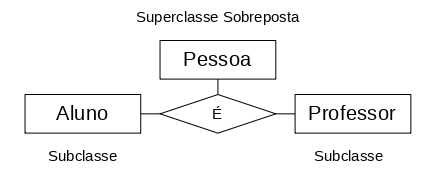 Superclasse Sobreposta
Pessoa
Aluno
É
Professor
Subclasse
Subclasse